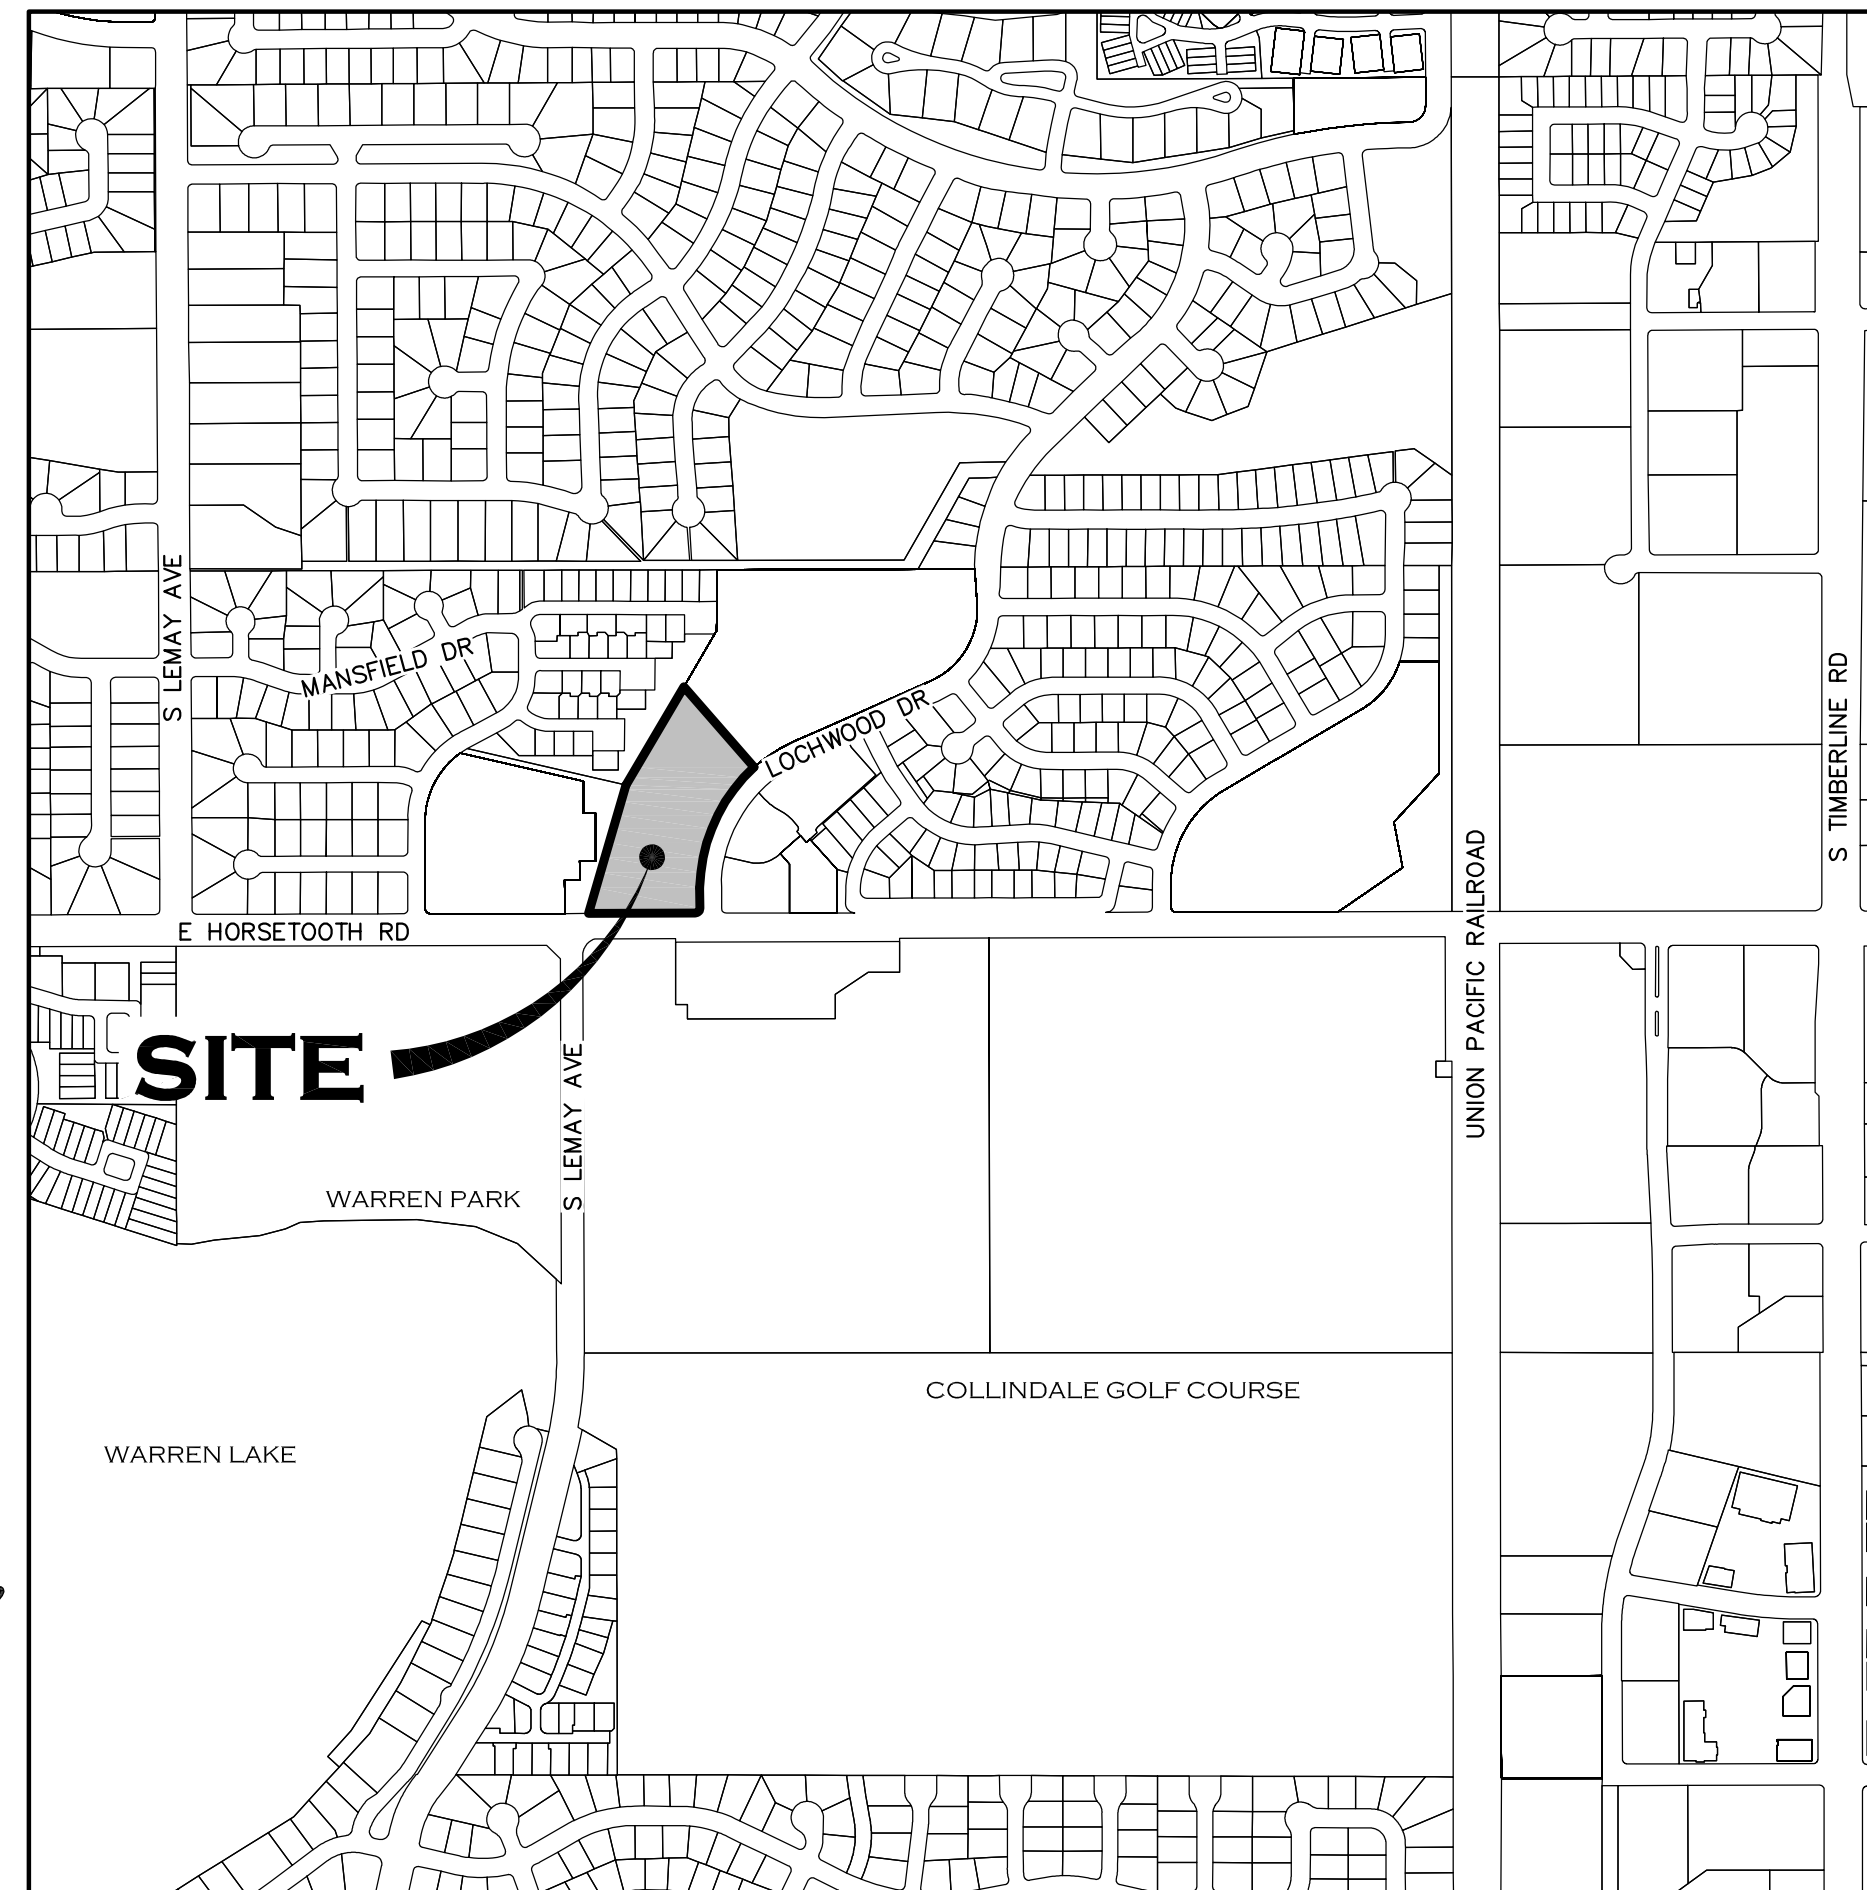 S LEMAY AVE
MANSFIELD DR
LOCHWOOD DR
S TIMBERLINE RD
E HORSETOOTH RD
UNION PACIFIC RAILROAD
SITE
S LEMAY AVE
WARREN PARK
COLLINDALE GOLF COURSE
WARREN LAKE